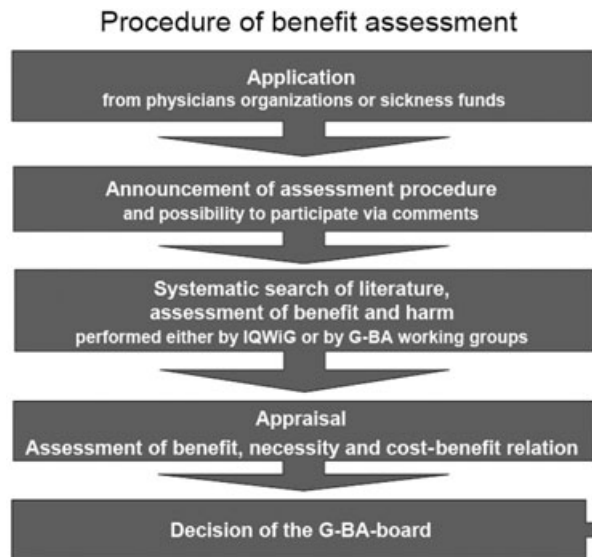 Procedure of benefit assessment
Application
from physicians organizations or sickness funds
Announcement of assessment procedure
and possibility to participate via comments
Systematic search of literature,
assessment of benefit and harm
performed either by IQWiG or by G-BA working groups
Appraisal
Assessment of benefit, necessity and cost-benefit relation
Decision of the G-BA-board